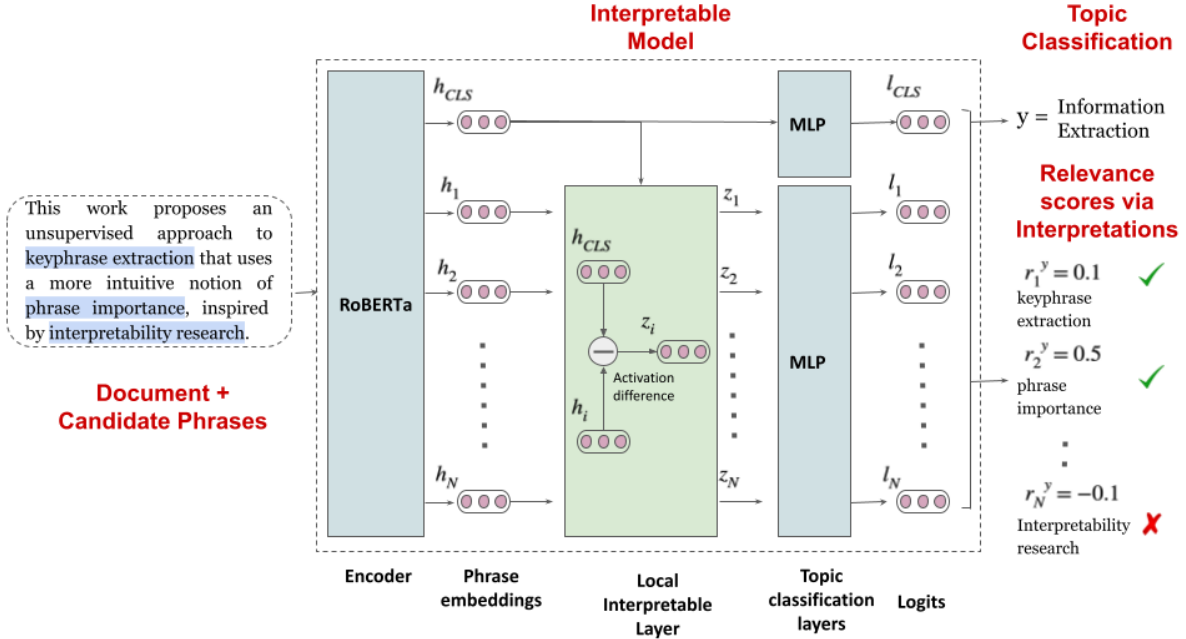 Interpretable
Model
Topic
Classification
This work proposes an
unsupervised approach to
keyphrase extraction that uses
a more intuitive notion of
phrase importance, inspired
by interpretability research.
Document +
Candidate Phrases
RoBERTa
h_CLS
h_1
h_2
h_N
h_CLS
z_i
Activation
difference
h_i
z_1
z_2
z_N
MLP
MLP
l_CLS
l_1
l_2
l_N
y = Information
Extraction
Relevance
scores via
Interpretations
r_1^y = 0.1
keyphrase
extraction
r_2^y = 0.5
phrase
importance
r_N^y = −0.1
Interpretability
research
Encoder
Phrase
embeddings
Local
Interpretable
Layer
Topic
classification
layers
Logits